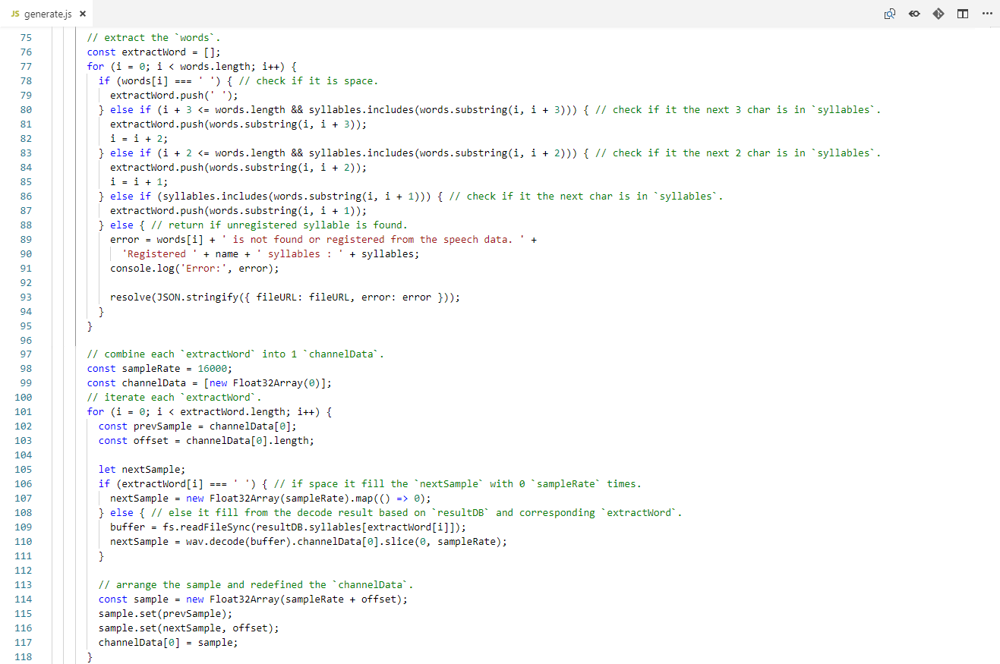 JS generate.js ×
75 // extract the `words`.
76 const extractWord = [];
77 for (i = 0; i < words.length; i++) {
78   if (words[i] === ' ') { // check if it is space.
79     extractWord.push(' ');
80   } else if (i + 3 <= words.length && syllables.includes(words.substring(i, i + 3))) { // check if it the next 3 char is in `syllables`.
81     extractWord.push(words.substring(i, i + 3));
82     i = i + 2;
83   } else if (i + 2 <= words.length && syllables.includes(words.substring(i, i + 2))) { // check if it the next 2 char is in `syllables`.
84     extractWord.push(words.substring(i, i + 2));
85     i = i + 1;
86   } else if (syllables.includes(words.substring(i, i + 1))) { // check if it the next char is in `syllables`.
87     extractWord.push(words.substring(i, i + 1));
88   } else { // return if unregistered syllable is found.
89     error = words[i] + ' is not found or registered from the speech data. ' +
90       'Registered ' + name + ' syllables : ' + syllables;
91     console.log('Error:', error);
92
93     resolve(JSON.stringify({ fileURL: fileURL, error: error }));
94   }
95 }
96
97 // combine each `extractWord` into 1 `channelData`.
98 const sampleRate = 16000;
99 const channelData = [new Float32Array(0)];
100 // iterate each `extractWord`.
101 for (i = 0; i < extractWord.length; i++) {
102   const prevSample = channelData[0];
103   const offset = channelData[0].length;
104
105   let nextSample;
106   if (extractWord[i] === ' ') { // if space it fill the `nextSample` with 0 `sampleRate` times.
107     nextSample = new Float32Array(sampleRate).map(() => 0);
108   } else { // else it fill from the decode result based on `resultDB` and corresponding `extractWord`.
109     buffer = fs.readFileSync(resultDB.syllables[extractWord[i]]);
110     nextSample = wav.decode(buffer).channelData[0].slice(0, sampleRate);
111   }
112
113   // arrange the sample and redefined the `channelData`.
114   const sample = new Float32Array(sampleRate + offset);
115   sample.set(prevSample);
116   sample.set(nextSample, offset);
117   channelData[0] = sample;
118 }